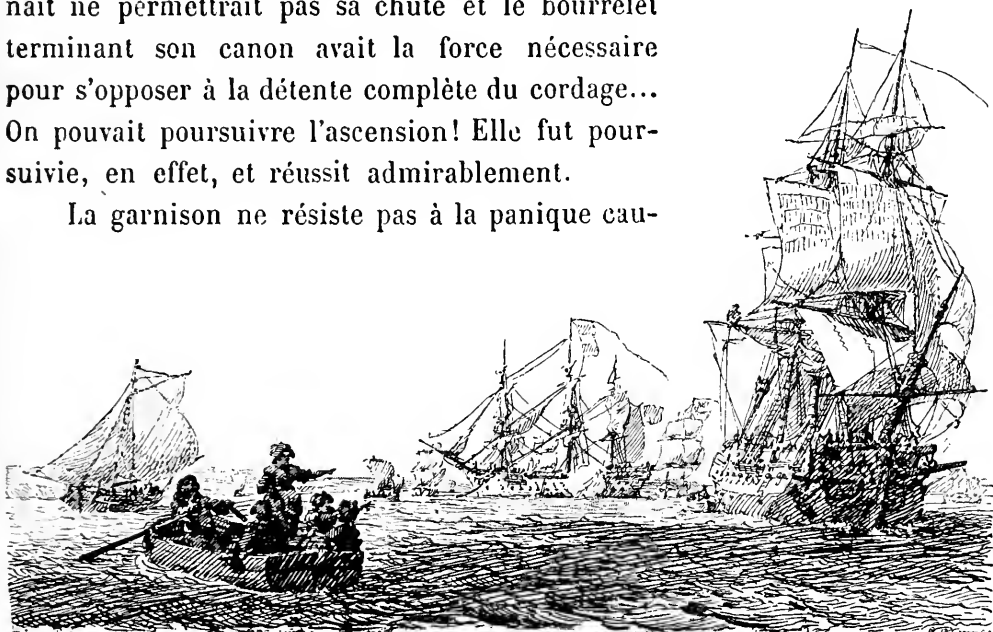 nait ne permettrait pas sa chute et le bourrelet
terminant son canon avait la force nécessaire
pour s'opposer à la détente complète du cordage...
On pouvait poursuivre l'ascension! Elle fut pour-
suivie, en effet, et réussit admirablement.
La garnison ne résiste pas à la panique cau-